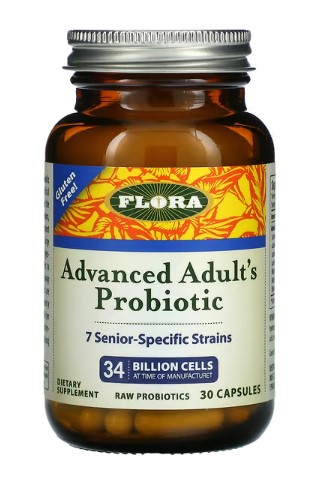 Gluten
Free!
FLORA
Advanced Adult's
Probiotic
7 Senior-Specific Strains
34 BILLION CELLS
AT TIME OF MANUFACTURE†
DIETARY
SUPPLEMENT
RAW PROBIOTICS 30 CAPSULES